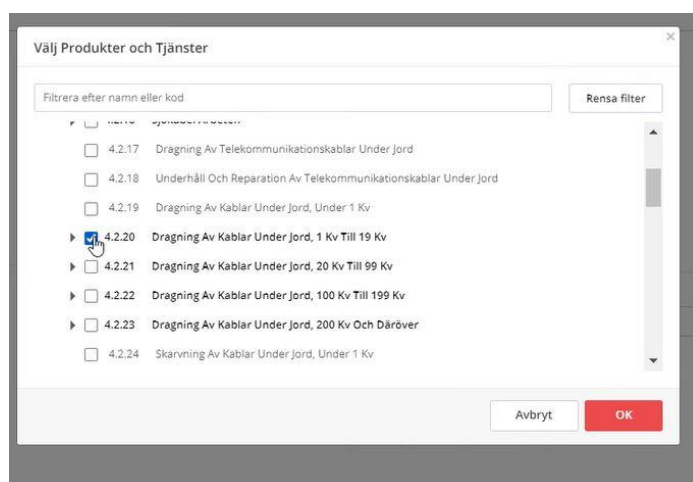 Välj Produkter och Tjänster
×
Filtrera efter namn eller kod
Rensa filter
4.2.17 Dragning Av Telekommunikationskablar Under Jord
4.2.18 Underhåll Och Reparation Av Telekommunikationskablar Under Jord
4.2.19 Dragning Av Kablar Under Jord, Under 1 Kv
4.2.20 Dragning Av Kablar Under Jord, 1 Kv Till 19 Kv
4.2.21 Dragning Av Kablar Under Jord, 20 Kv Till 99 Kv
4.2.22 Dragning Av Kablar Under Jord, 100 Kv Till 199 Kv
4.2.23 Dragning Av Kablar Under Jord, 200 Kv Och Däröver
4.2.24 Skarvning Av Kablar Under Jord, Under 1 Kv
Avbryt
OK